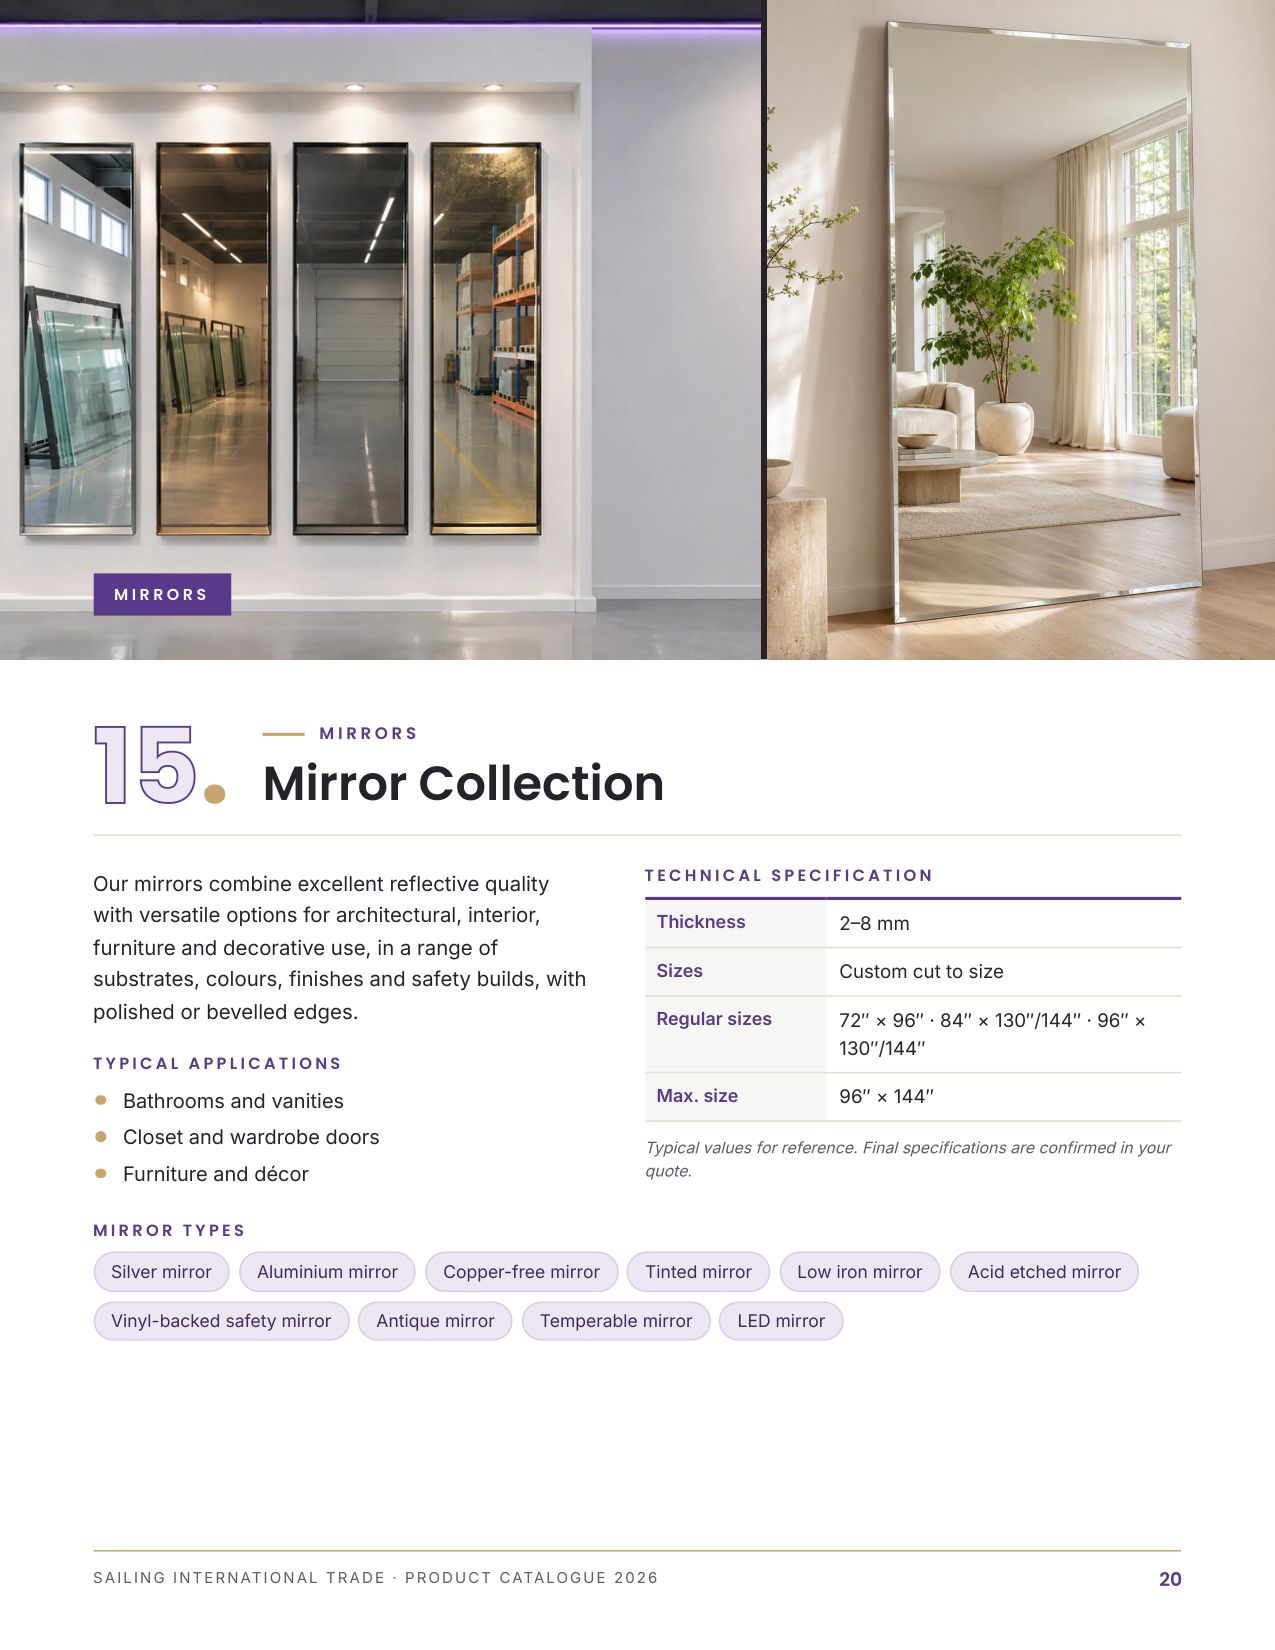 MIRRORS
15.
MIRRORS
Mirror Collection
Our mirrors combine excellent reflective quality
with versatile options for architectural, interior,
furniture and decorative use, in a range of
substrates, colours, finishes and safety builds, with
polished or bevelled edges.
TYPICAL APPLICATIONS
Bathrooms and vanities
Closet and wardrobe doors
Furniture and décor
TECHNICAL SPECIFICATION
Thickness 2–8 mm
Sizes Custom cut to size
Regular sizes 72″ × 96″ · 84″ × 130″/144″ · 96″ ×
130″/144″
Max. size 96″ × 144″
Typical values for reference. Final specifications are confirmed in your
quote.
MIRROR TYPES
Silver mirror Aluminium mirror Copper-free mirror Tinted mirror Low iron mirror Acid etched mirror
Vinyl-backed safety mirror Antique mirror Temperable mirror LED mirror
SAILING INTERNATIONAL TRADE · PRODUCT CATALOGUE 2026 20